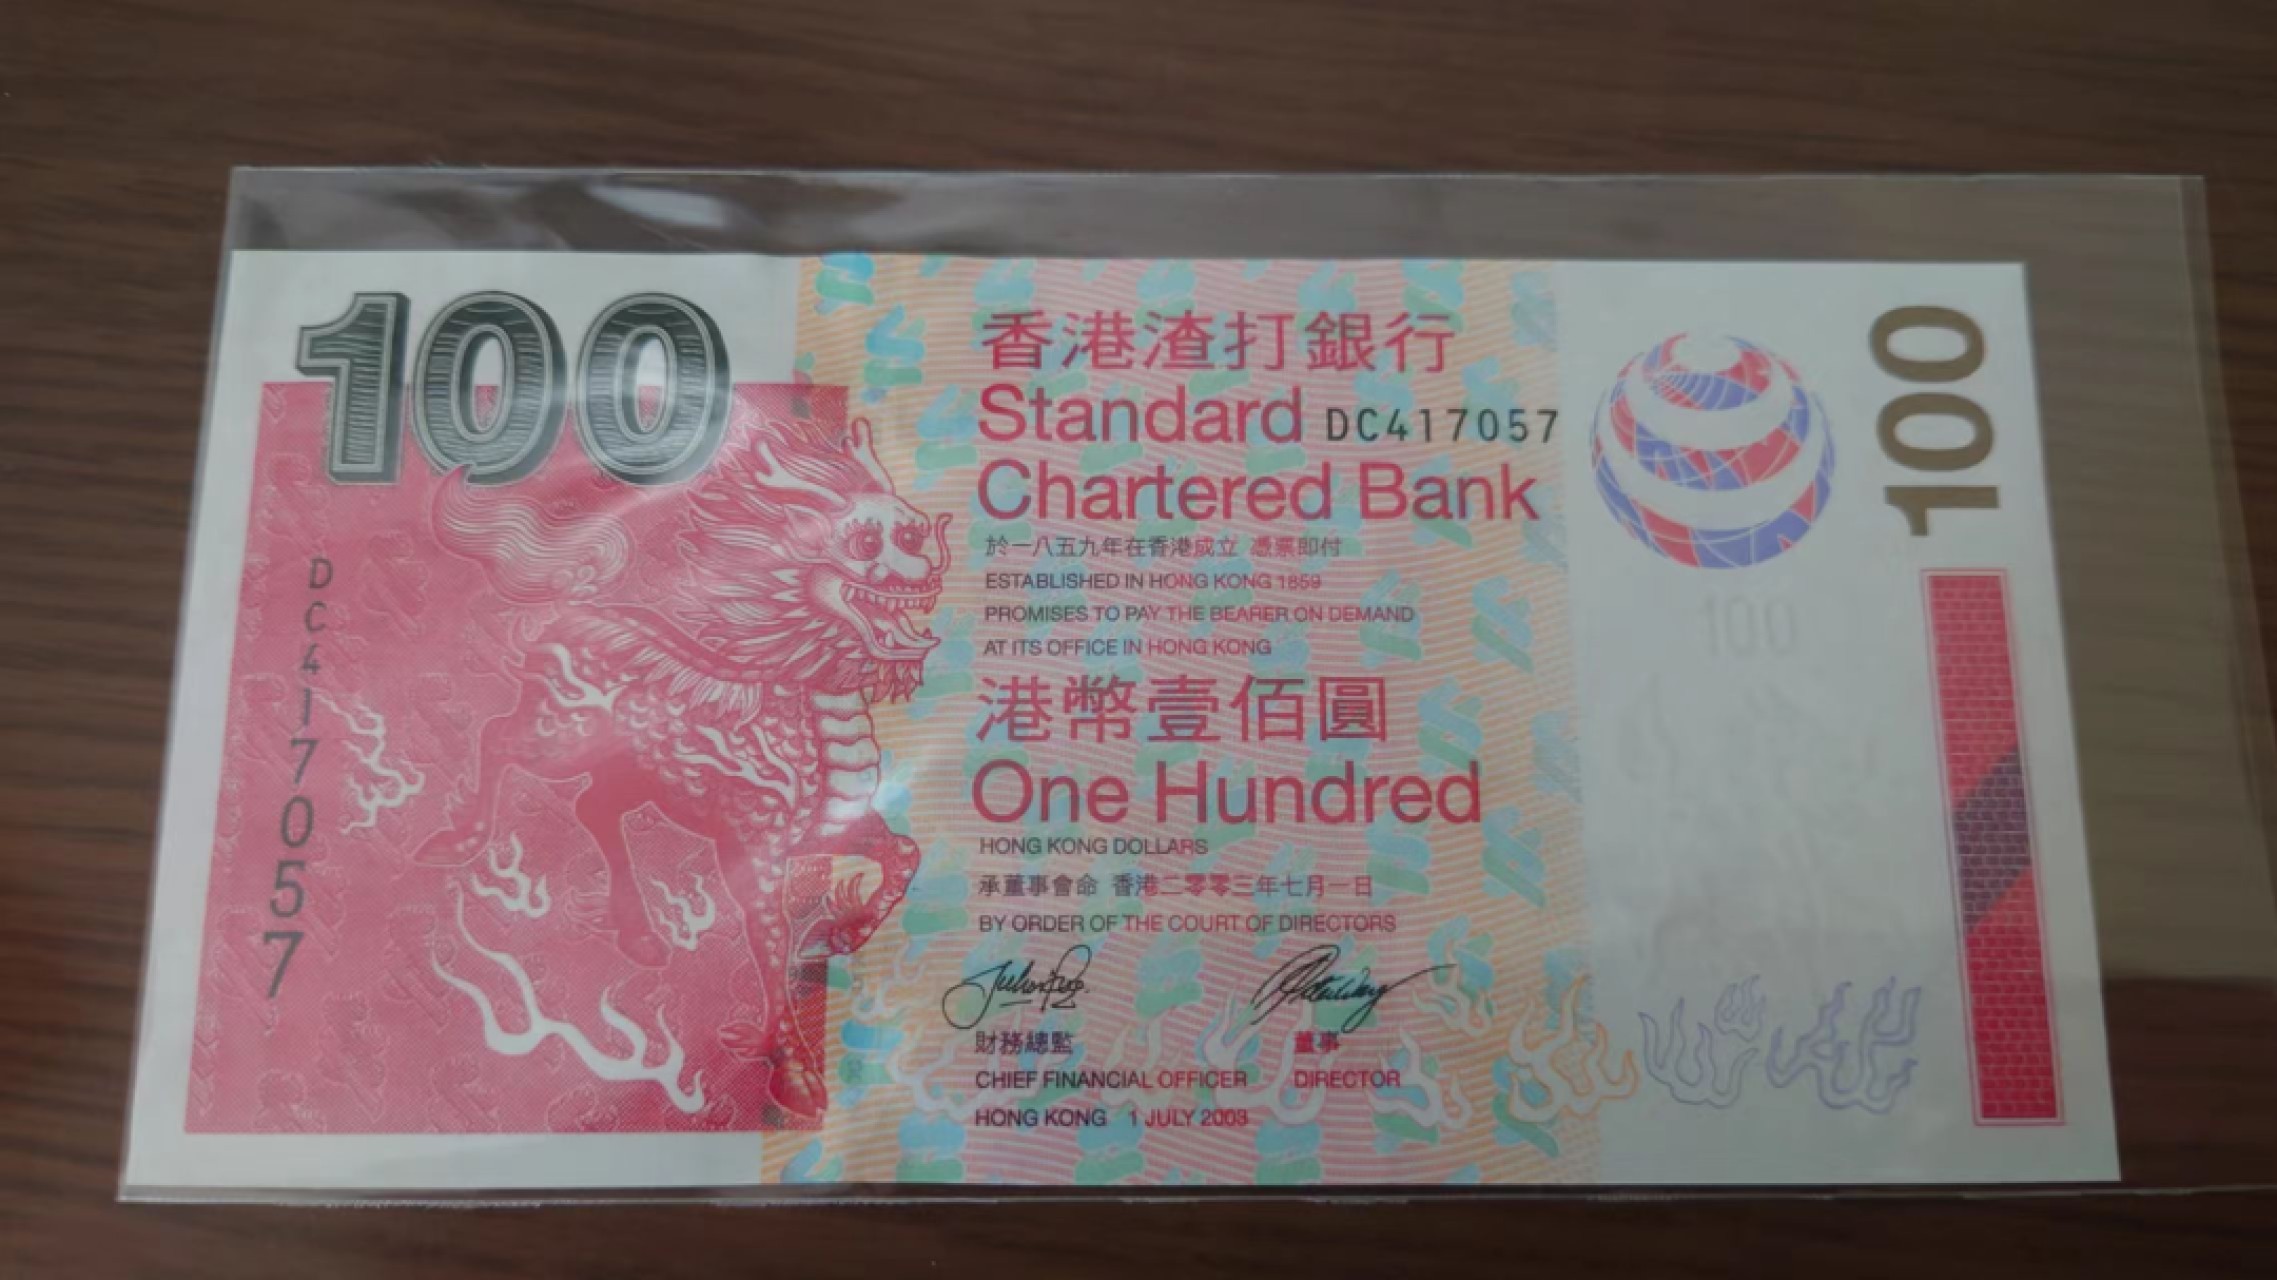 100
香港渣打銀行
Standard DC417057
Chartered Bank
於一八五九年在香港成立 憑票即付
ESTABLISHED IN HONG KONG 1859
PROMISES TO PAY THE BEARER ON DEMAND
AT ITS OFFICE IN HONG KONG
港幣壹佰圓
One Hundred
HONG KONG DOLLARS
承董事會命 香港二零零三年七月一日
BY ORDER OF THE COURT OF DIRECTORS
財務總監 董事
CHIEF FINANCIAL OFFICER DIRECTOR
HONG KONG 1 JULY 2003
DC417057
100
100